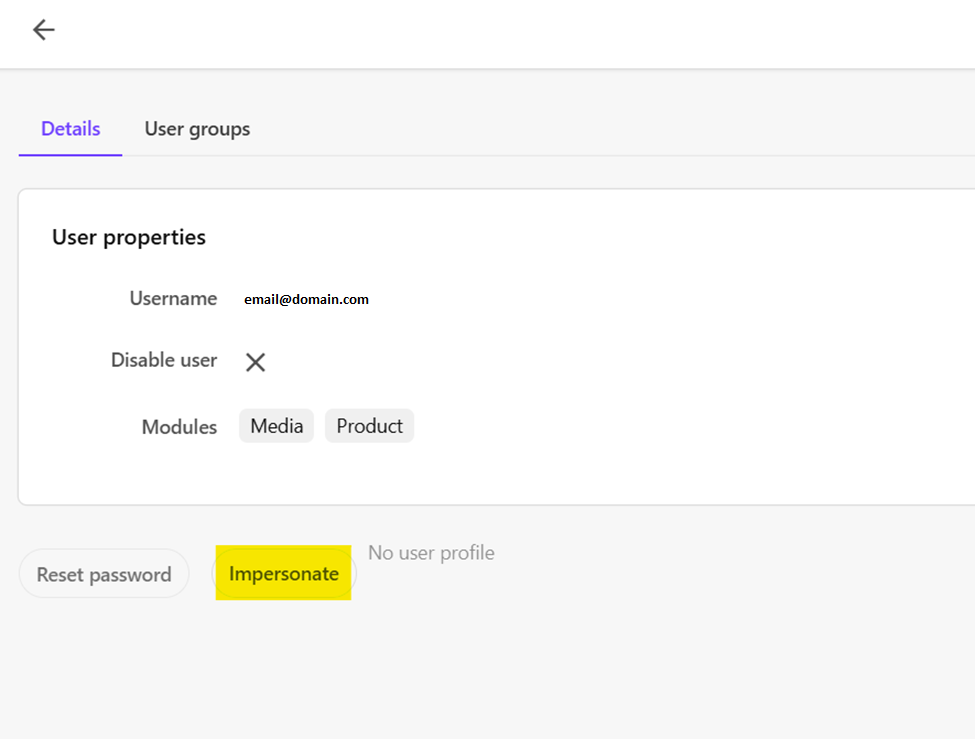 Details User groups
User properties
Username email@domain.com
Disable user
Modules Media Product
Reset password Impersonate No user profile